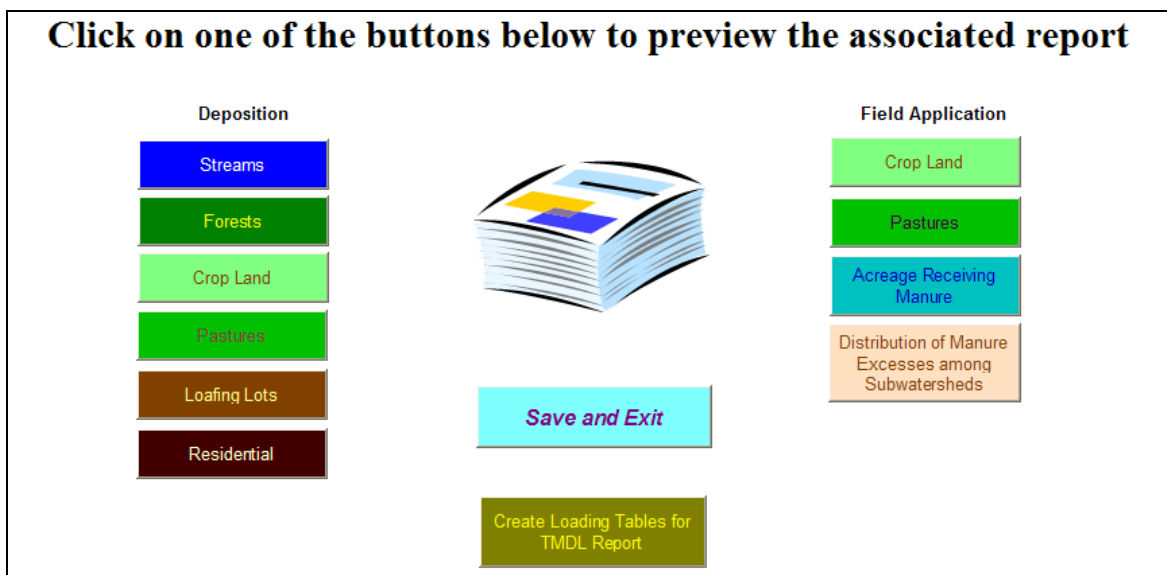 Click on one of the buttons below to preview the associated report
Deposition
Streams
Forests
Crop Land
Pastures
Loafing Lots
Residential
Save and Exit
Create Loading Tables for
TMDL Report
Field Application
Crop Land
Pastures
Acreage Receiving
Manure
Distribution of Manure
Excesses among
Subwatersheds